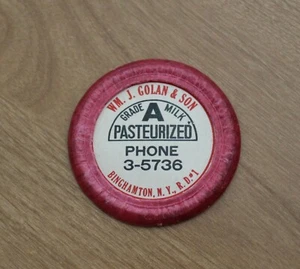 WM. J. GOLAN & SON
GRADE A MILK
PASTEURIZED
PHONE
3-5736
BINGHAMTON, N.Y., R.D.#1